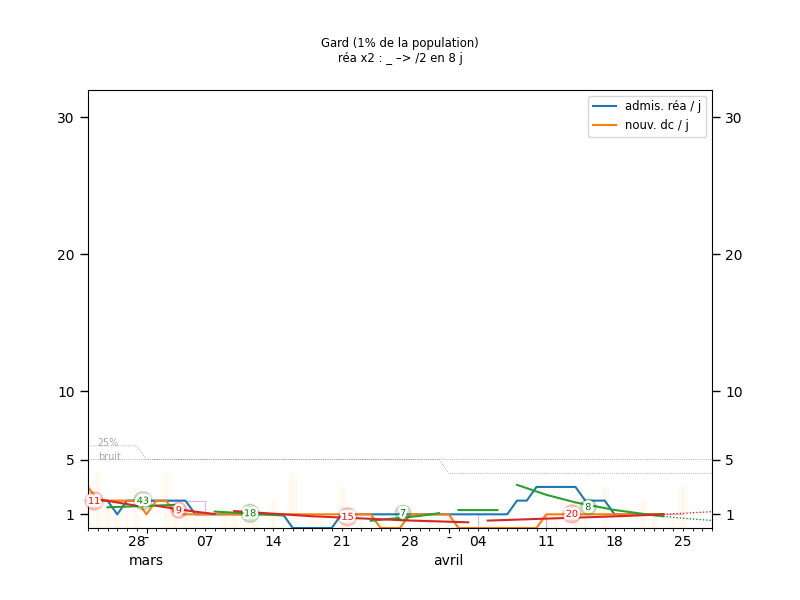 Gard (1% de la population)
réa x2 : _ –> /2 en 8 j
admis. réa / j
nouv. dc / j
30 30
20 20
10 10
5 5
1 1
25%
bruit
11 43 9 18 15 7 20 8
28 07 14 21 28 04 11 18 25
mars avril